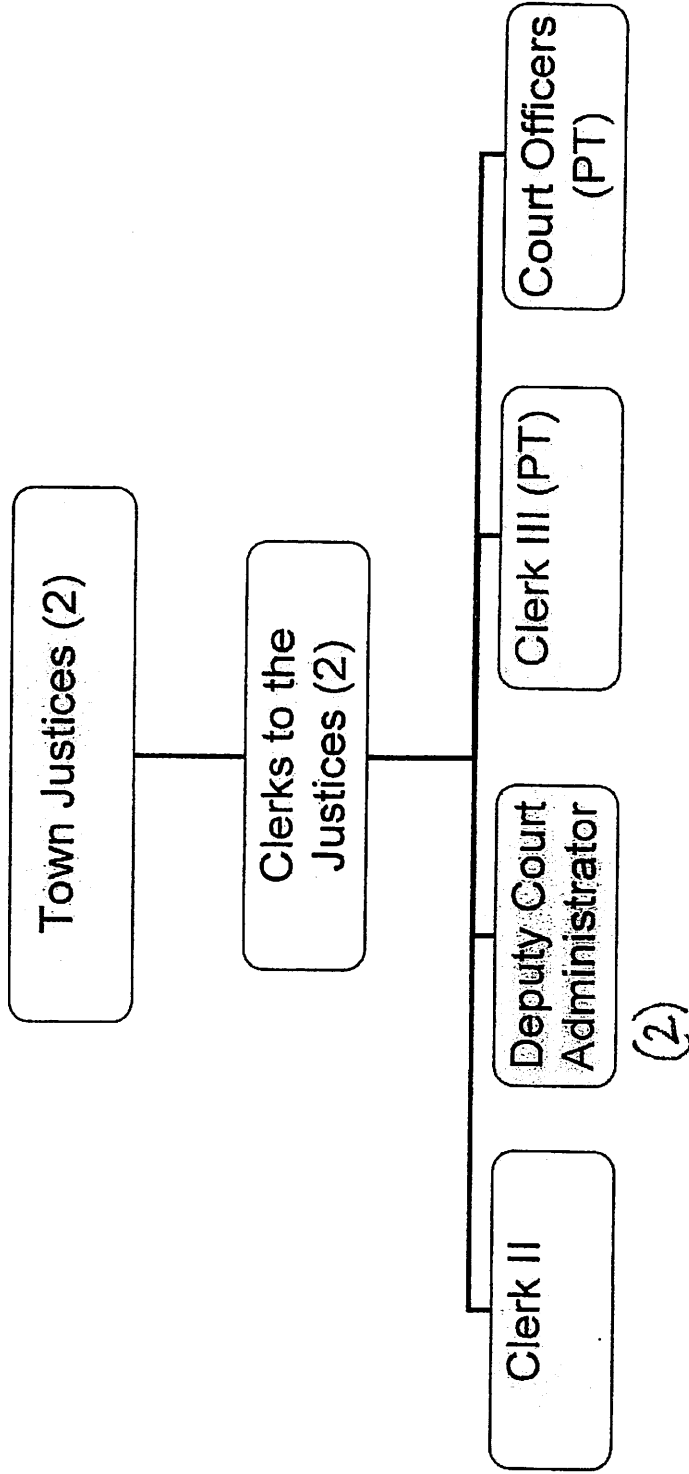 Town Justices (2)
Clerks to the
Justices (2)
Clerk II
Deputy Court
Administrator
(2)
Clerk III (PT)
Court Officers
(PT)